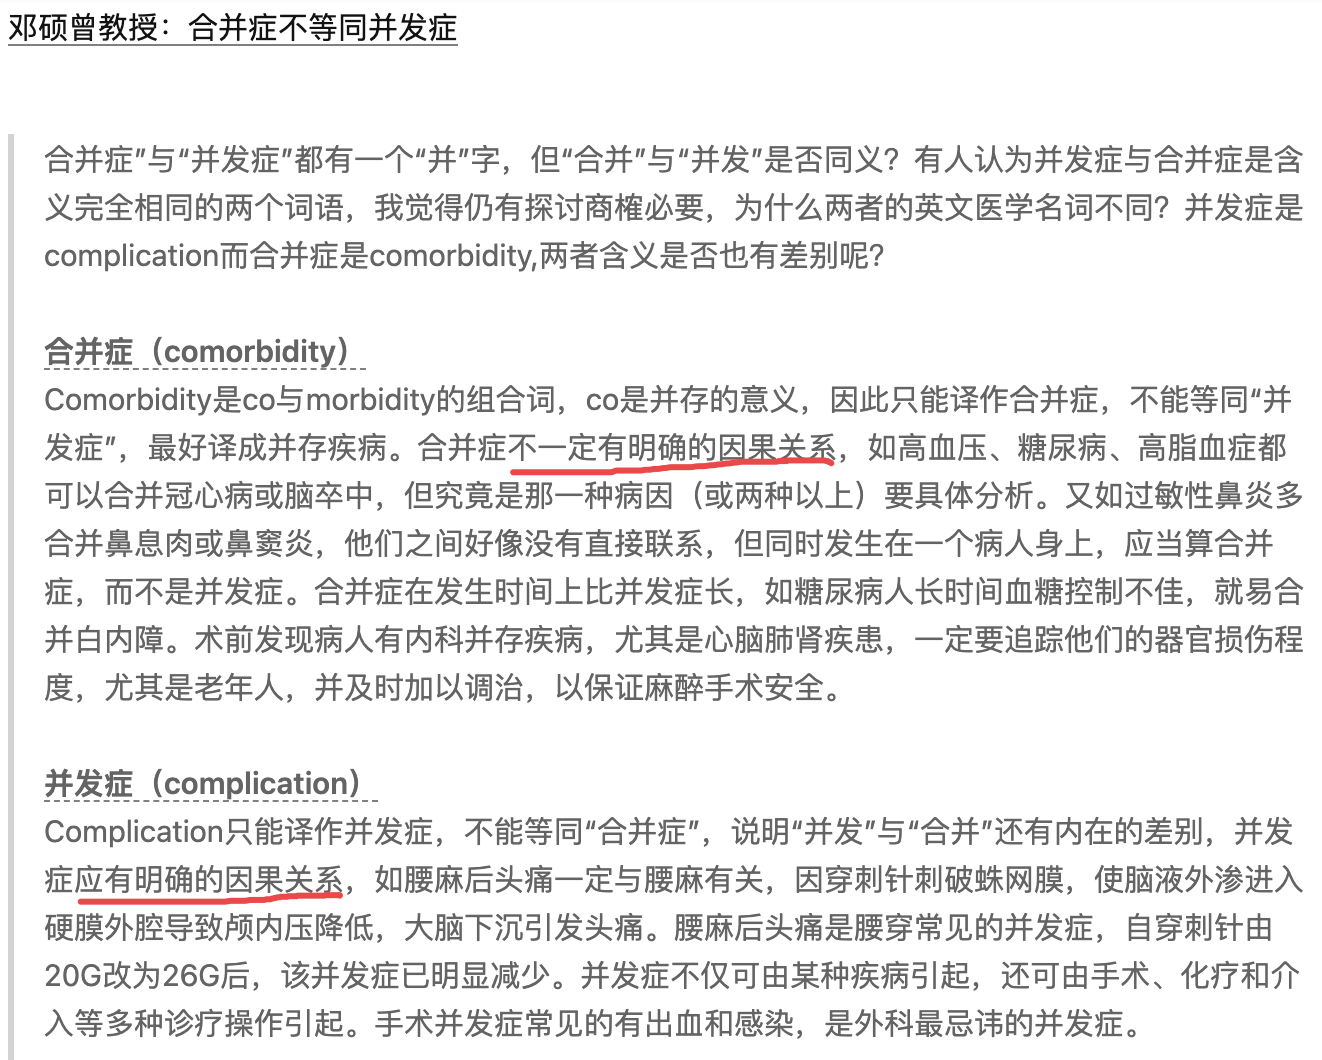 邓硕曾教授：合并症不等同并发症
合并症”与“并发症”都有一个“并”字，但“合并”与“并发”是否同义？有人认为并发症与合并症是含
义完全相同的两个词语，我觉得仍有探讨商榷必要，为什么两者的英文医学名词不同？并发症是
complication而合并症是comorbidity,两者含义是否也有差别呢？
合并症（comorbidity）
Comorbidity是co与morbidity的组合词，co是并存的意义，因此只能译作合并症，不能等同“并
发症”，最好译成并存疾病。合并症不一定有明确的因果关系，如高血压、糖尿病、高脂血症都
可以合并冠心病或脑卒中，但究竟是那一种病因（或两种以上）要具体分析。又如过敏性鼻炎多
合并鼻息肉或鼻窦炎，他们之间好像没有直接联系，但同时发生在一个病人身上，应当算合并
症，而不是并发症。合并症在发生时间上比并发症长，如糖尿病人长时间血糖控制不佳，就易合
并白内障。术前发现病人有内科并存疾病，尤其是心脑肺肾疾患，一定要追踪他们的器官损伤程
度，尤其是老年人，并及时加以调治，以保证麻醉手术安全。
并发症（complication）
Complication只能译作并发症，不能等同“合并症”，说明“并发”与“合并”还有内在的差别，并发
症应有明确的因果关系，如腰麻后头痛一定与腰麻有关，因穿刺针刺破蛛网膜，使脑液外渗进入
硬膜外腔导致颅内压降低，大脑下沉引发头痛。腰麻后头痛是腰穿常见的并发症，自穿刺针由
20G改为26G后，该并发症已明显减少。并发症不仅可由某种疾病引起，还可由手术、化疗和介
入等多种诊疗操作引起。手术并发症常见的有出血和感染，是外科最忌讳的并发症。